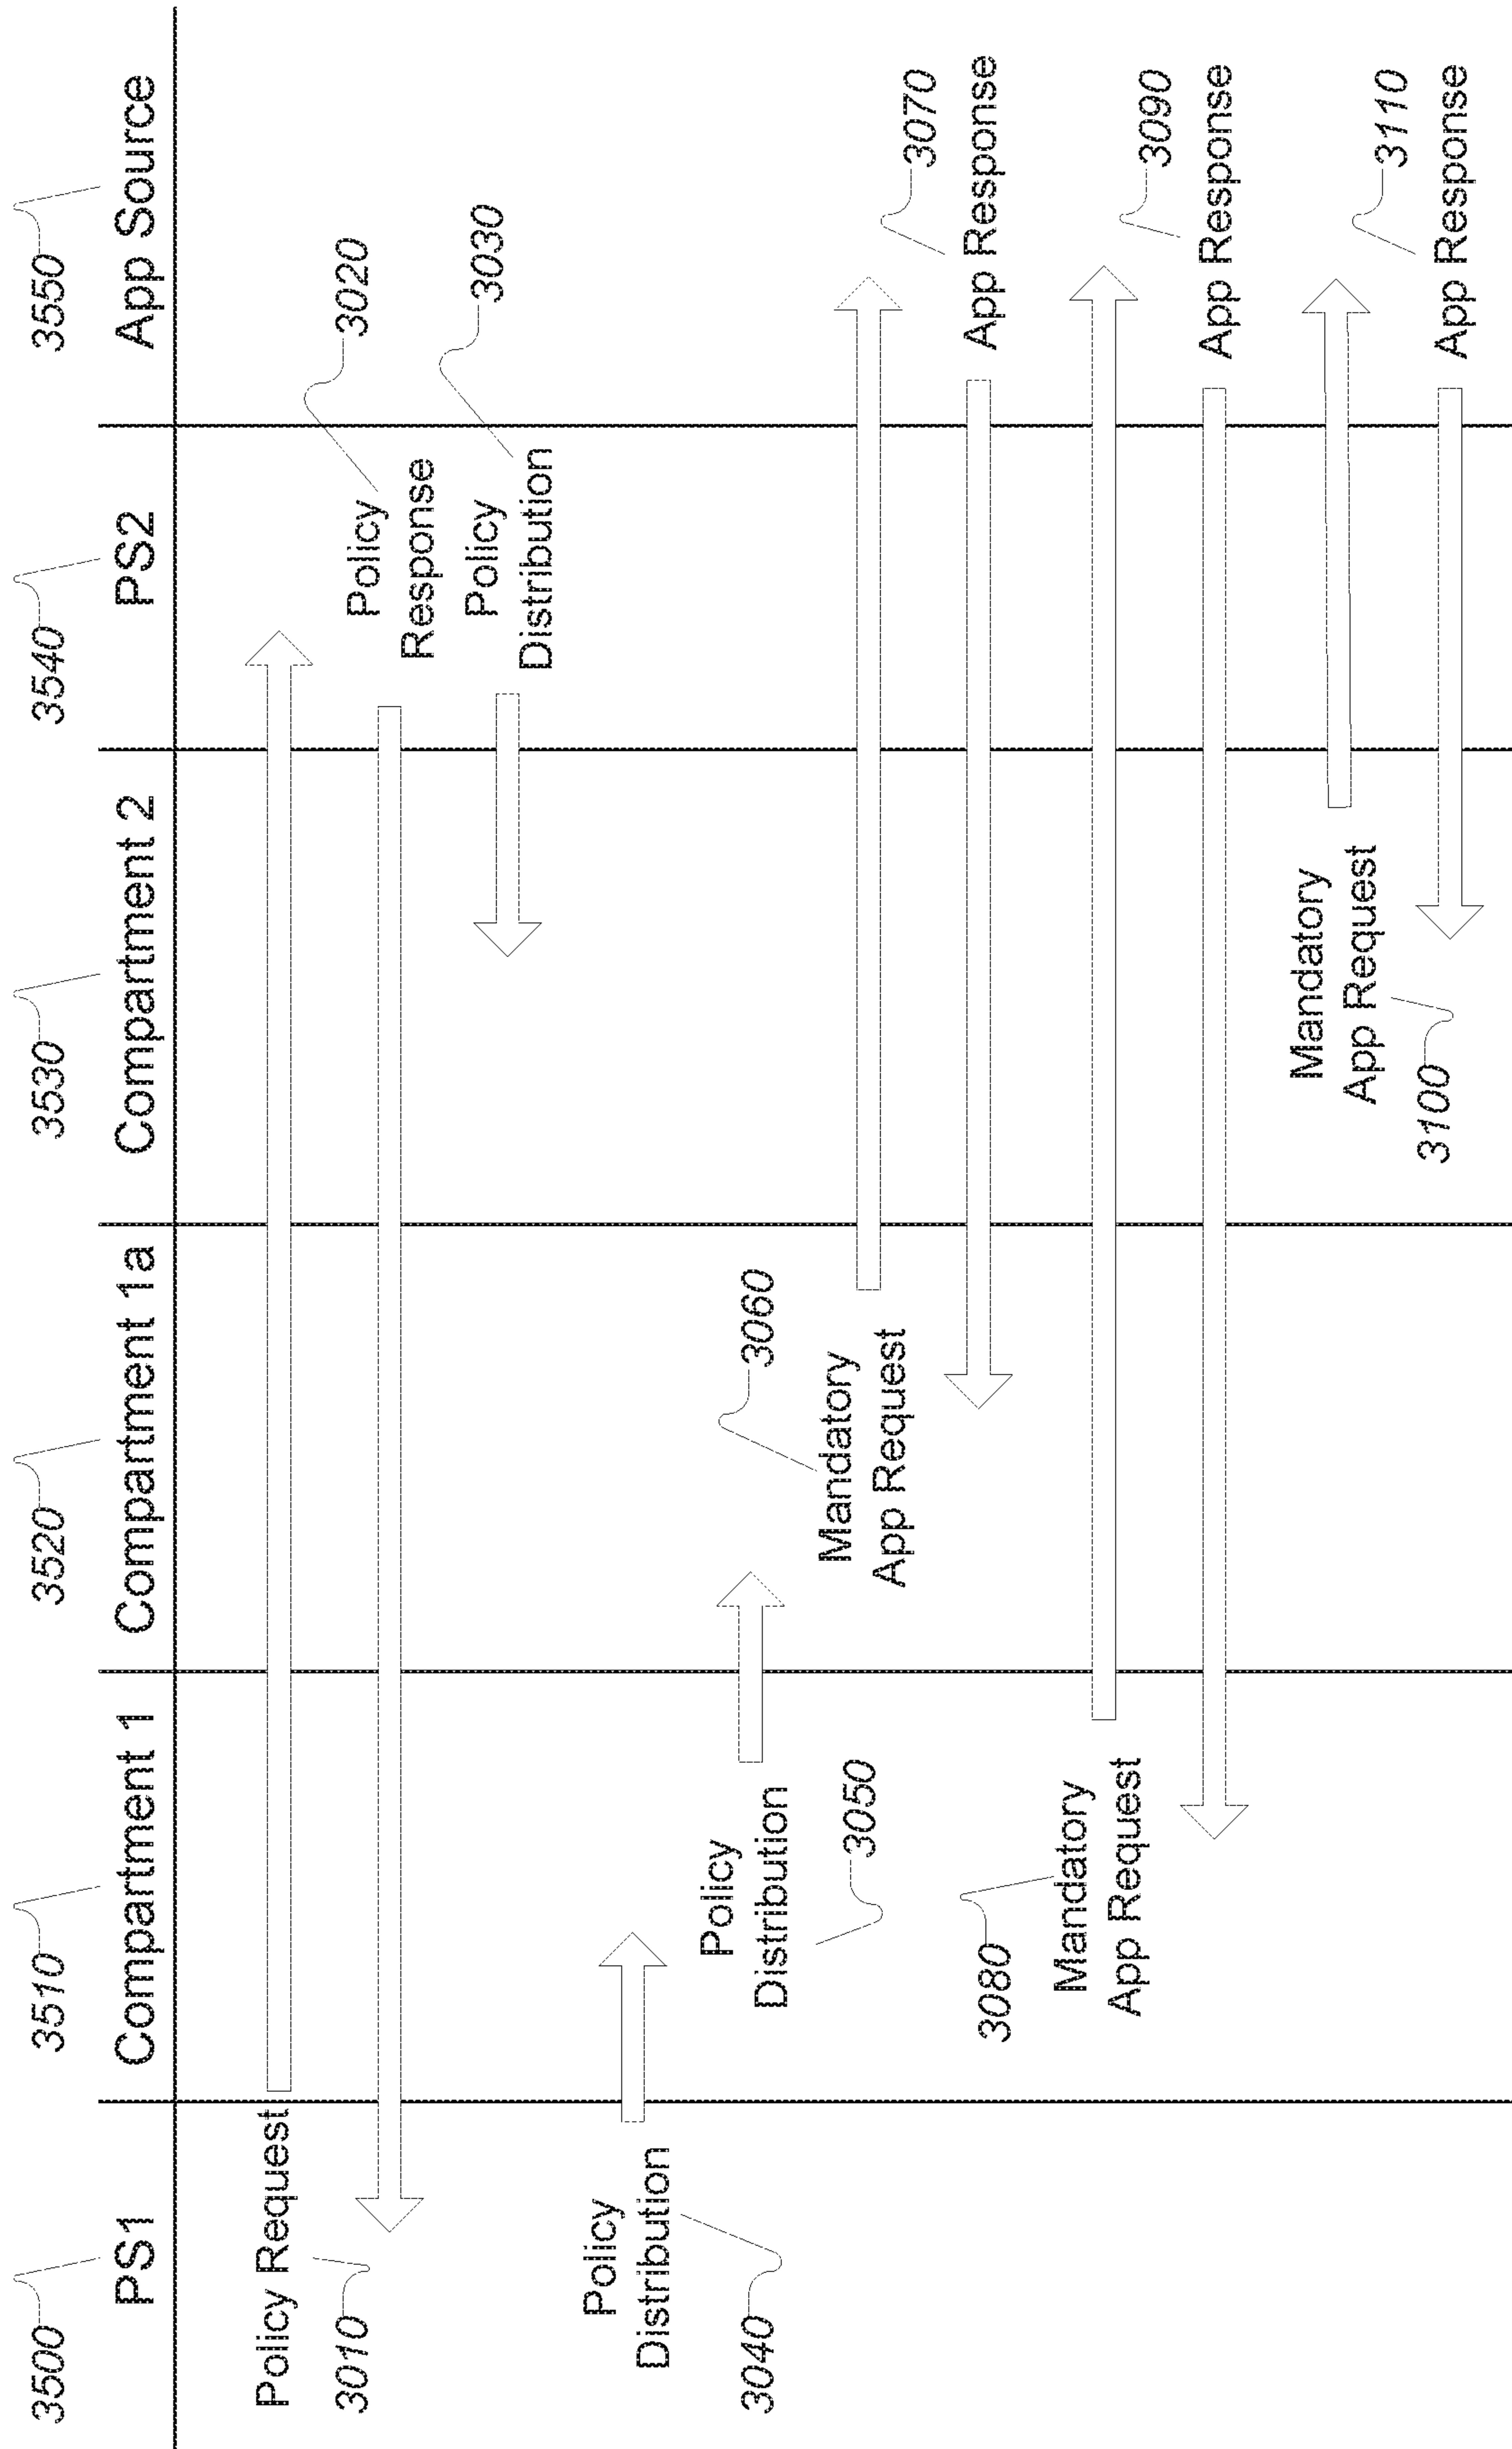 3500
3510
3520
3530
3540
3550
PS1
Compartment 1
Compartment 1a
Compartment 2
PS2
App Source
Policy Request
3010
3020
Policy
Response
3030
Policy
Distribution
Policy
Distribution
3040
Policy
Distribution
3050
3060
Mandatory
App Request
3070
App Response
3080
Mandatory
App Request
3090
App Response
Mandatory
App Request
3100
3110
App Response